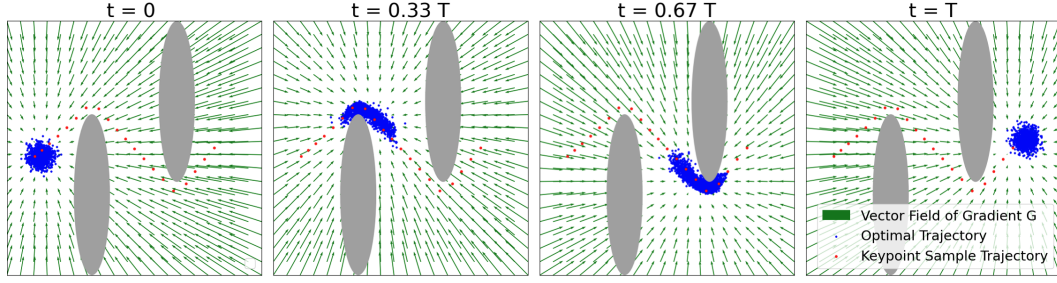 t = 0
t = 0.33 T
t = 0.67 T
t = T
Vector Field of Gradient G
Optimal Trajectory
Keypoint Sample Trajectory